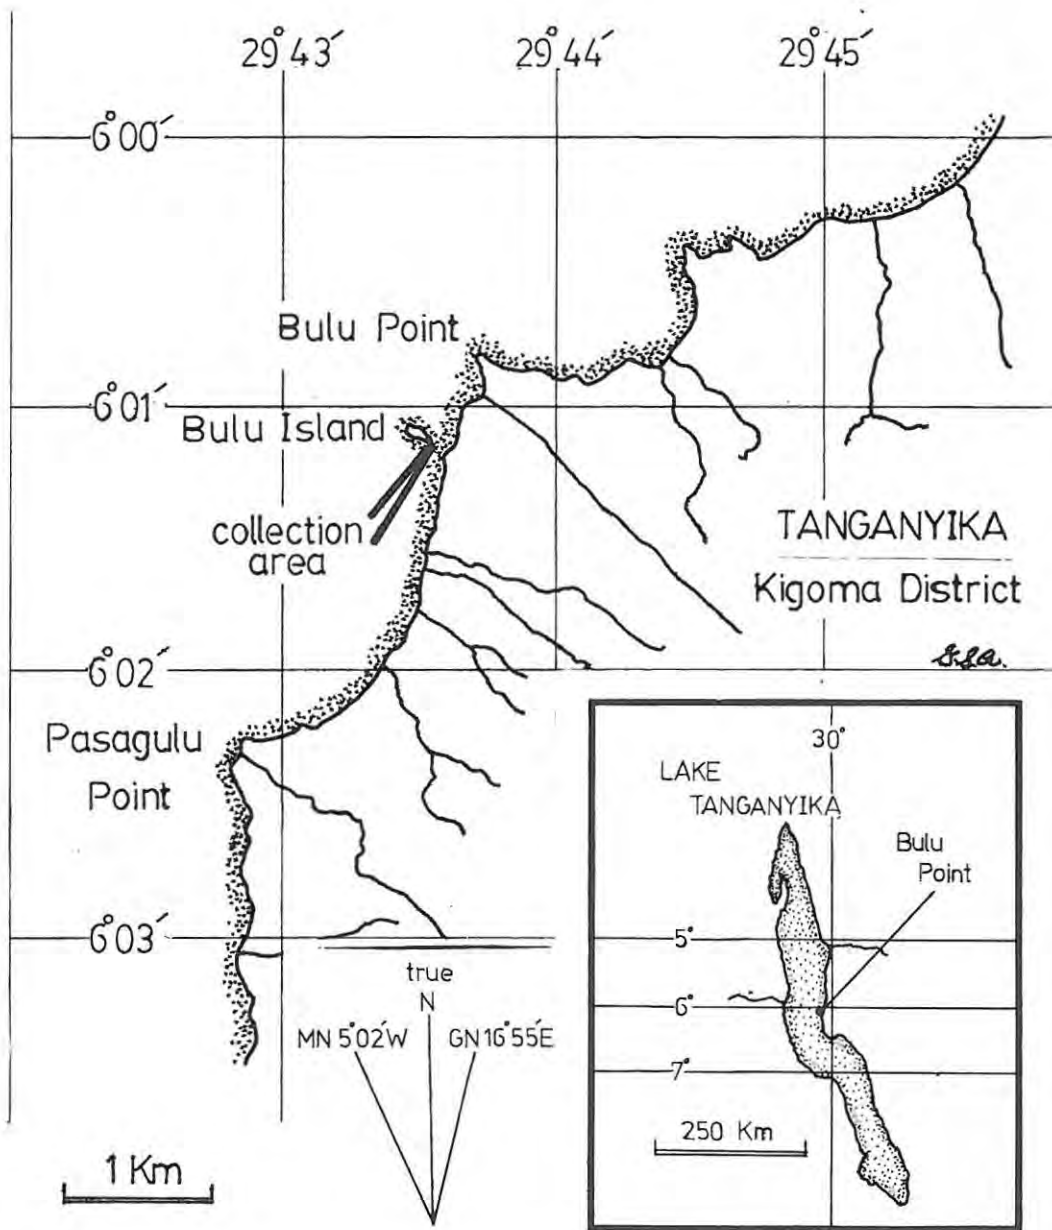 29°43′ 29°44′ 29°45′
6°00′
Bulu Point
6°01′
Bulu Island
collection
area
TANGANYIKA
Kigoma District
6°02′
Pasagulu
Point
6°03′
true
N
MN 5°02′W GN 16°55′E
1 Km
30°
LAKE
TANGANYIKA
Bulu
Point
5°
6°
7°
250 Km